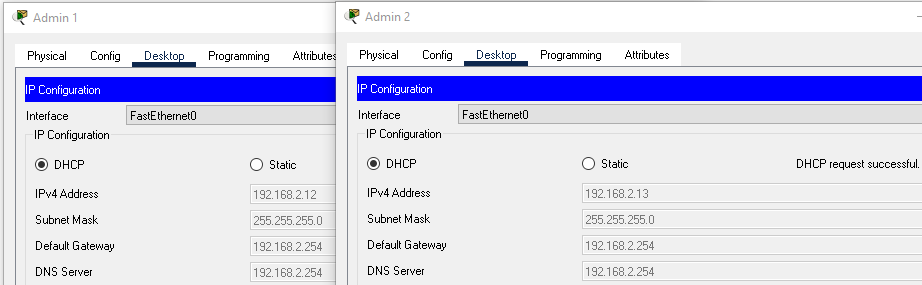 Admin 1
Physical Config Desktop Programming Attributes
IP Configuration
Interface FastEthernet0
IP Configuration
DHCP Static
IPv4 Address 192.168.2.12
Subnet Mask 255.255.255.0
Default Gateway 192.168.2.254
DNS Server 192.168.2.254
Admin 2
Physical Config Desktop Programming Attributes
IP Configuration
Interface FastEthernet0
IP Configuration
DHCP Static DHCP request successful.
IPv4 Address 192.168.2.13
Subnet Mask 255.255.255.0
Default Gateway 192.168.2.254
DNS Server 192.168.2.254